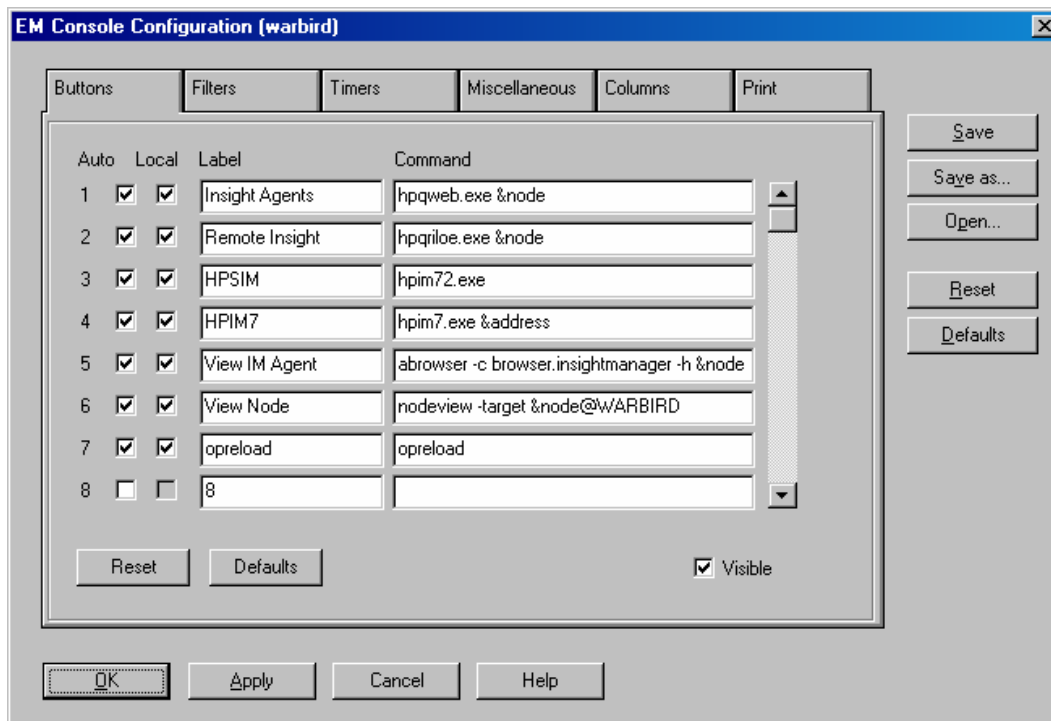 EM Console Configuration (warbird)
Buttons Filters Timers Miscellaneous Columns Print
Save
Save as...
Open...
Reset
Defaults
Auto Local Label Command
1 Insight Agents hpqweb.exe &node
2 Remote Insight hpqriloe.exe &node
3 HPSIM hpim72.exe
4 HPIM7 hpim7.exe &address
5 View IM Agent abrowser -c browser.insightmanager -h &node
6 View Node nodeview -target &node@WARBIRD
7 opreload opreload
8 8
Reset Defaults Visible
OK Apply Cancel Help